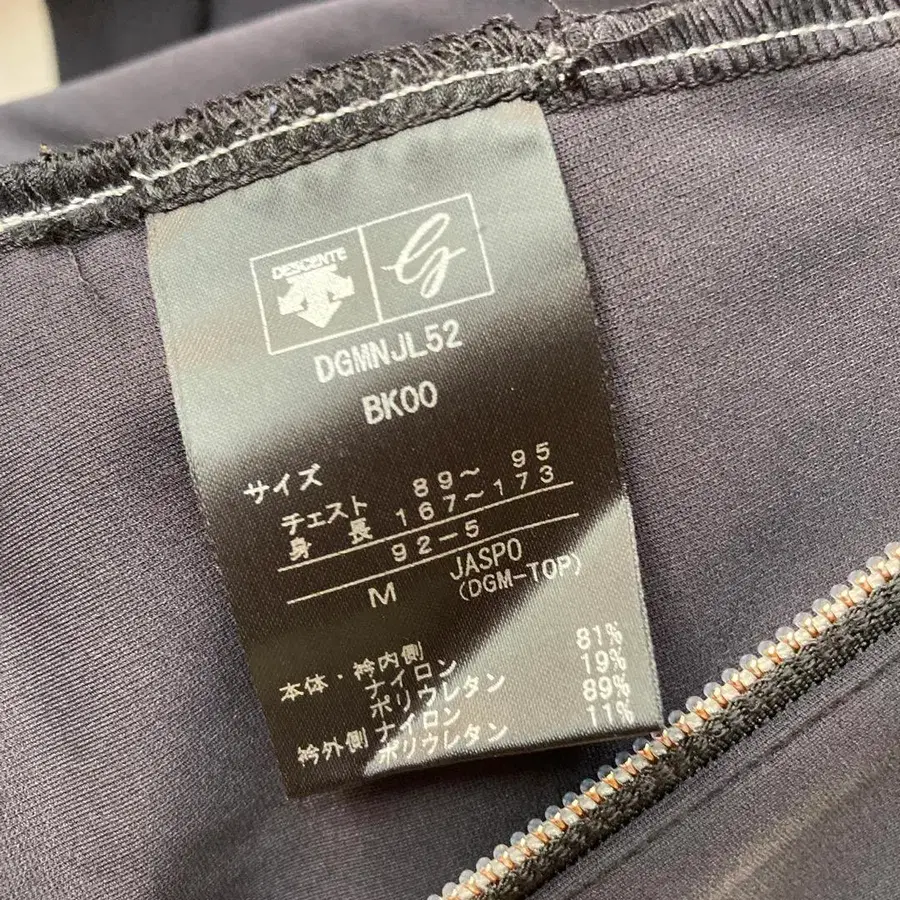 DESCENTE
DGMNJL52
BK00
サイズ
チェスト 89～ 95
身 長 167～173
92-5
M JASPO
(DGM-TOP)
本体・衿内側
ナイロン 81%
ポリウレタン 19%
衿外側 ナイロン 89%
ポリウレタン 11%